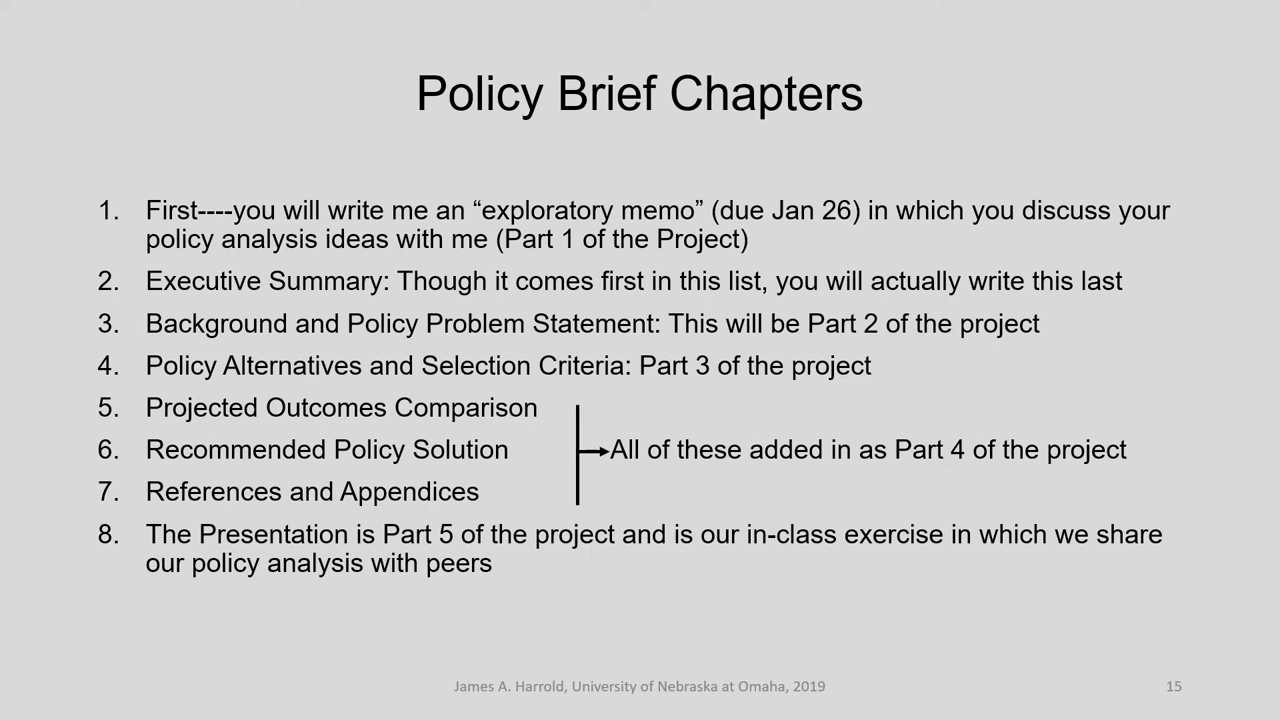 Policy Brief Chapters
1. First----you will write me an “exploratory memo” (due Jan 26) in which you discuss your
policy analysis ideas with me (Part 1 of the Project)
2. Executive Summary: Though it comes first in this list, you will actually write this last
3. Background and Policy Problem Statement: This will be Part 2 of the project
4. Policy Alternatives and Selection Criteria: Part 3 of the project
5. Projected Outcomes Comparison
6. Recommended Policy Solution All of these added in as Part 4 of the project
7. References and Appendices
8. The Presentation is Part 5 of the project and is our in-class exercise in which we share
our policy analysis with peers
James A. Harrold, University of Nebraska at Omaha, 2019 15